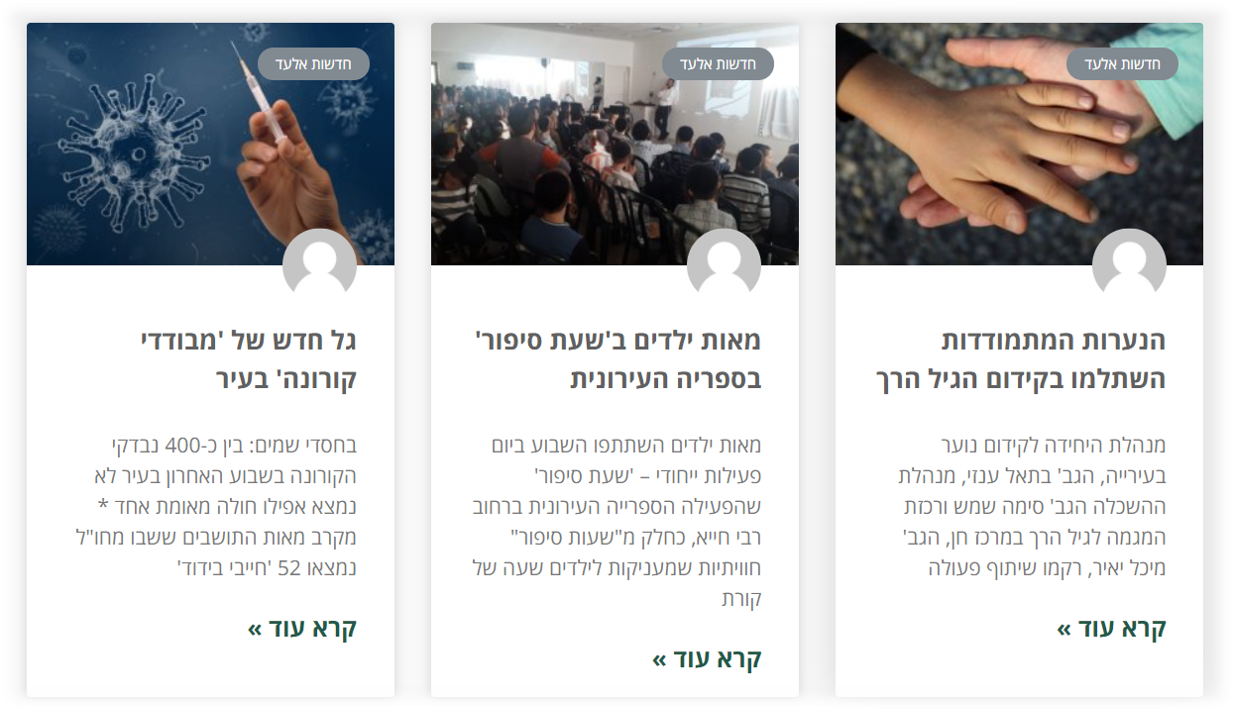 חדשות אלעד
הנערות המתמודדות
השתלמו בקידום הגיל הרך
מנהלת היחידה לקידום נוער
בעירייה, הגב' בתאל ענזי, מנהלת
ההשכלה הגב' סימה שמש ורכזת
המגמה לגיל הרך במרכז חן, הגב'
מיכל יאיר, רקמו שיתוף פעולה
קרא עוד »
חדשות אלעד
מאות ילדים ב'שעת סיפור'
בספריה העירונית
מאות ילדים השתתפו השבוע ביום
פעילות ייחודי – 'שעת סיפור'
שהפעילה הספרייה העירונית ברחוב
רבי חייא, כחלק מ"שעות סיפור"
חוויתיות שמעניקות לילדים שעה של
קורת
קרא עוד »
חדשות אלעד
גל חדש של 'מבודדי
קורונה' בעיר
בחסדי שמים: בין כ-400 נבדקי
הקורונה בשבוע האחרון בעיר לא
נמצא אפילו חולה מאומת אחד *
מקרב מאות התושבים ששבו מחו"ל
נמצאו 52 'חייבי בידוד'
קרא עוד »